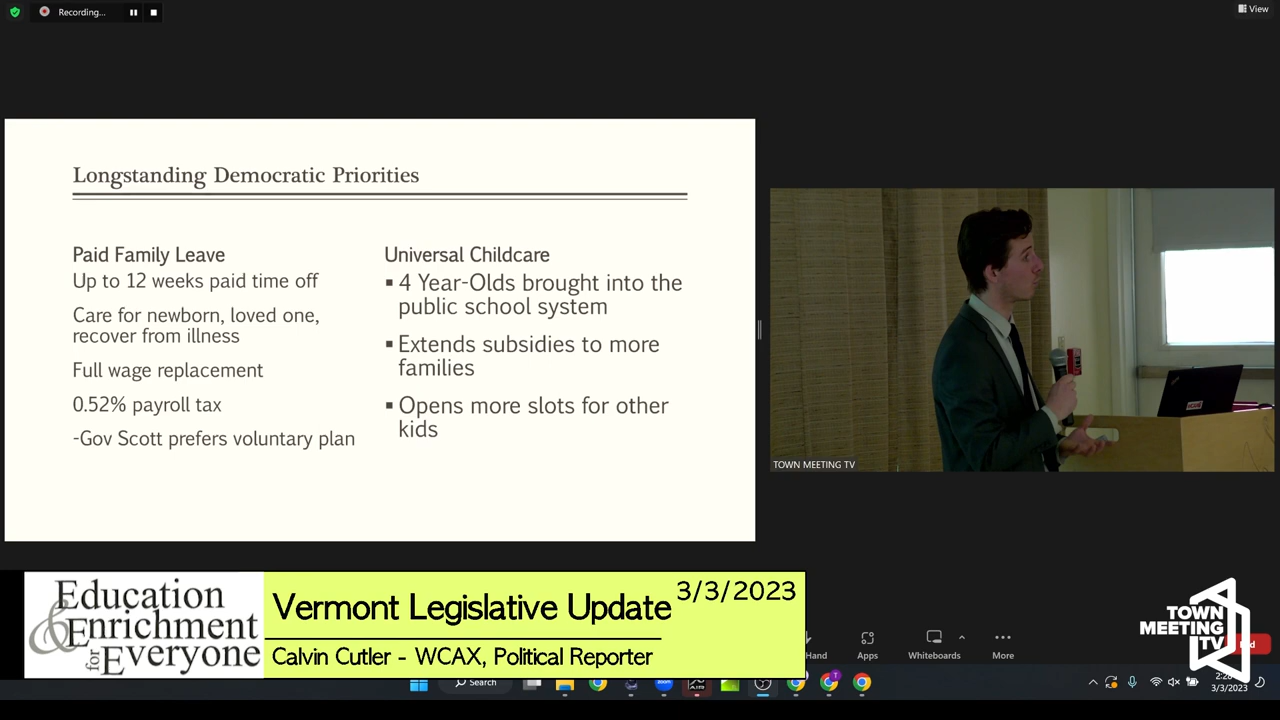 Recording...
View
Longstanding Democratic Priorities
Paid Family Leave
Up to 12 weeks paid time off
Care for newborn, loved one,
recover from illness
Full wage replacement
0.52% payroll tax
-Gov Scott prefers voluntary plan
Universal Childcare
▪ 4 Year-Olds brought into the
public school system
▪ Extends subsidies to more
families
▪ Opens more slots for other
kids
TOWN MEETING TV
Education
& Enrichment
for Everyone
Vermont Legislative Update
3/3/2023
Calvin Cutler - WCAX, Political Reporter
Hand
Apps
Whiteboards
More
TOWN
MEETING
TV
Search
3/3/2023